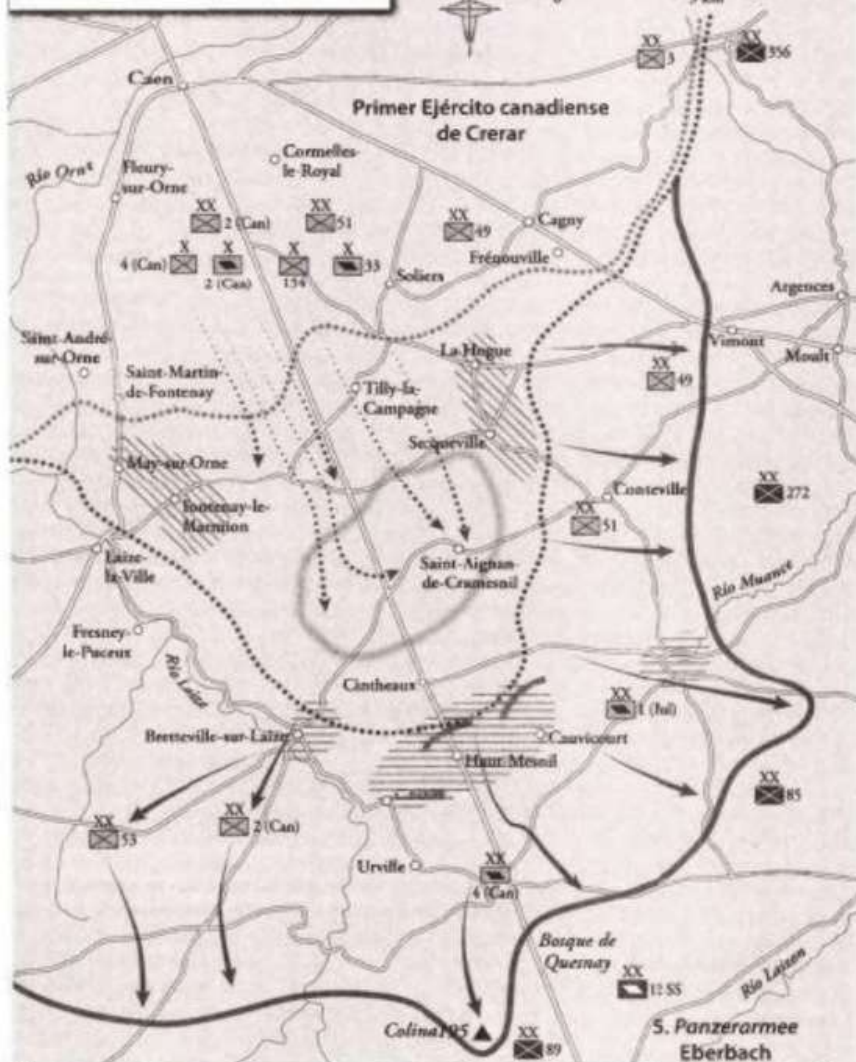 XX
3
XX
356
Caen
Primer Ejército canadiense
de Crerar
Cormelles-
le-Royal
Río Orne
Fleury-
sur-Orne
XX
2 (Can)
XX
51
XX
49
Cagny
4 (Can)
X
X
2 (Can)
X
154
X
33
Frénouville
Soliers
Argences
Saint-André-
sur-Orne
La Hogue
Vimont
Moult
Saint-Martin-
de-Fontenay
Tilly-la-
Campagne
XX
49
Secqueville
May-sur-Orne
Conteville
XX
272
Fontenay-le-
Marmion
XX
51
Laize-
la-Ville
Saint-Aignan-
de-Cramesnil
Río Muance
Fresney-
le-Puceux
Río Laize
Cintheaux
XX
1 (Jul)
Bretteville-sur-Laize
Cauvicourt
Haut-Mesnil
XX
85
XX
53
XX
2 (Can)
Urville
XX
4 (Can)
Bosque de
Quesnay
XX
12 SS
Río Laizon
Colina 195
XX
89
5. Panzerarmee
Eberbach